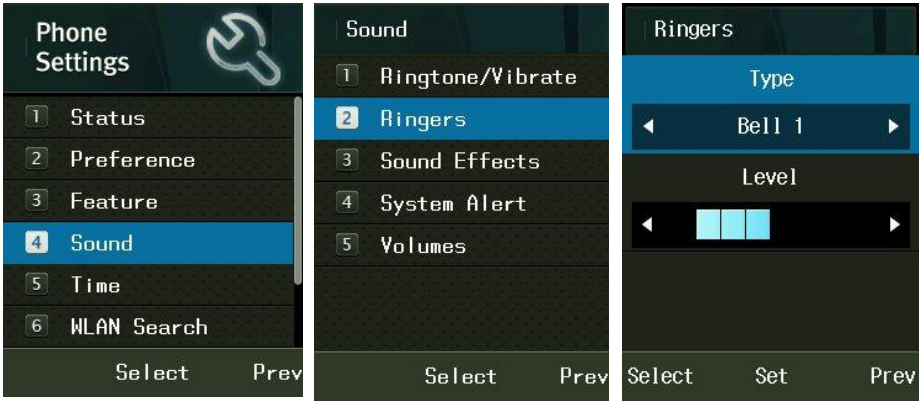 Phone
Settings
1 Status
2 Preference
3 Feature
4 Sound
5 Time
6 WLAN Search
Select Prev
Sound
1 Ringtone/Vibrate
2 Ringers
3 Sound Effects
4 System Alert
5 Volumes
Select Prev
Ringers
Type
Bell 1
Level
Select Set Prev